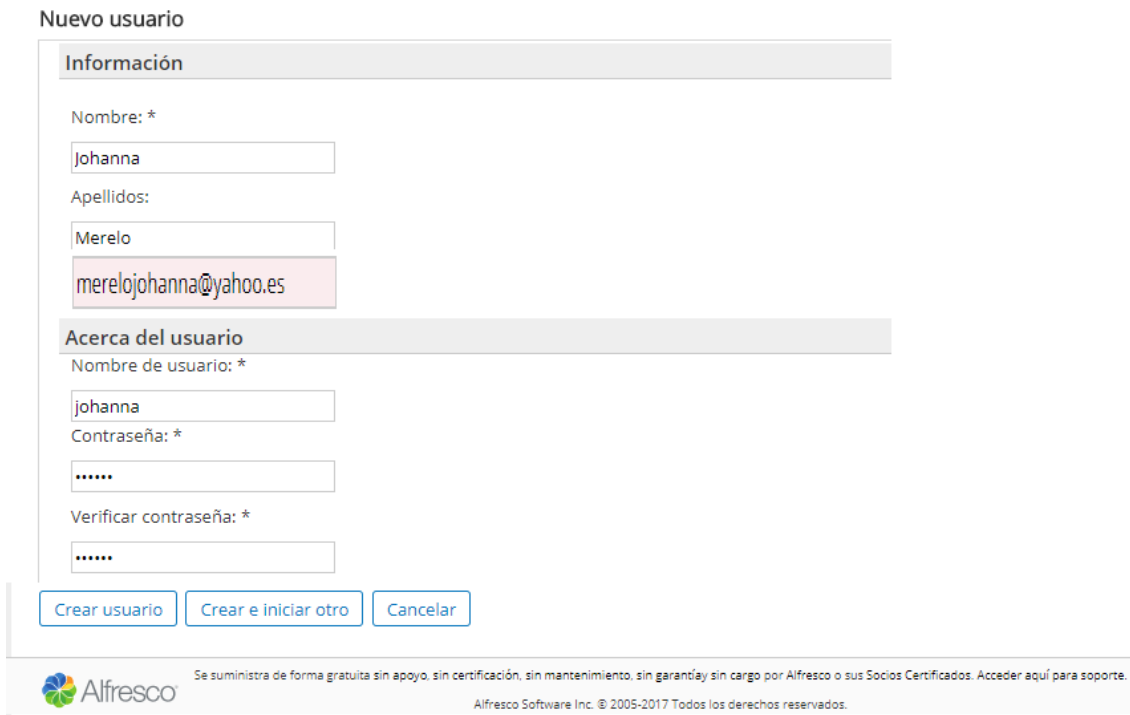 Nuevo usuario
Información
Nombre: *
Johanna
Apellidos:
Merelo
merelojohanna@yahoo.es
Acerca del usuario
Nombre de usuario: *
johanna
Contraseña: *
••••••
Verificar contraseña: *
••••••
Crear usuario Crear e iniciar otro Cancelar
Alfresco Se suministra de forma gratuita sin apoyo, sin certificación, sin mantenimiento, sin garantíay sin cargo por Alfresco o sus Socios Certificados. Acceder aquí para soporte.
Alfresco Software Inc. © 2005-2017 Todos los derechos reservados.